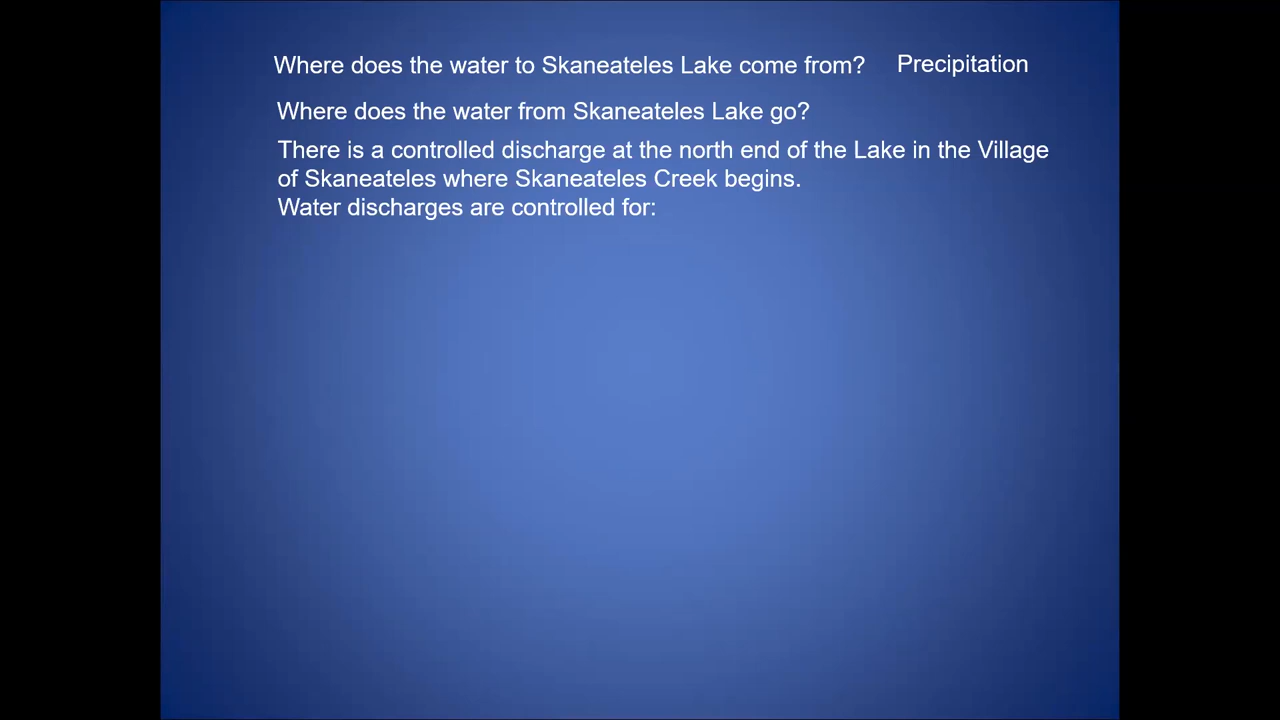 Where does the water to Skaneateles Lake come from? Precipitation
Where does the water from Skaneateles Lake go?
There is a controlled discharge at the north end of the Lake in the Village
of Skaneateles where Skaneateles Creek begins.
Water discharges are controlled for: